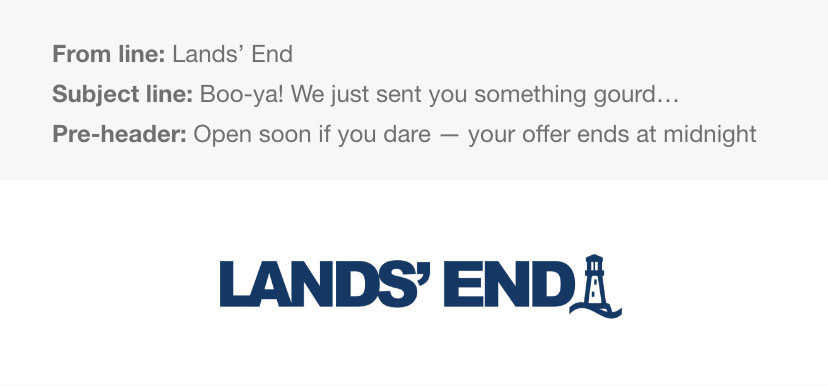 From line: Lands’ End
Subject line: Boo-ya! We just sent you something gourd…
Pre-header: Open soon if you dare — your offer ends at midnight
LANDS’ END